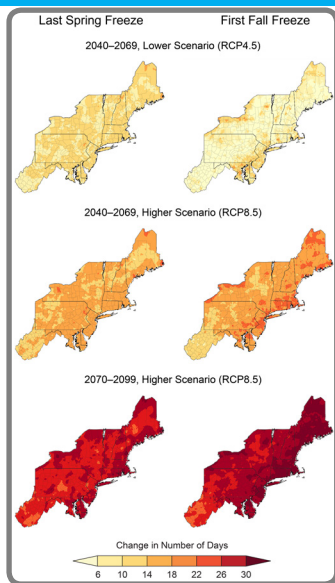 Last Spring Freeze First Fall Freeze
2040–2069, Lower Scenario (RCP4.5)
2040–2069, Higher Scenario (RCP8.5)
2070–2099, Higher Scenario (RCP8.5)
Change in Number of Days
6 10 14 18 22 26 30